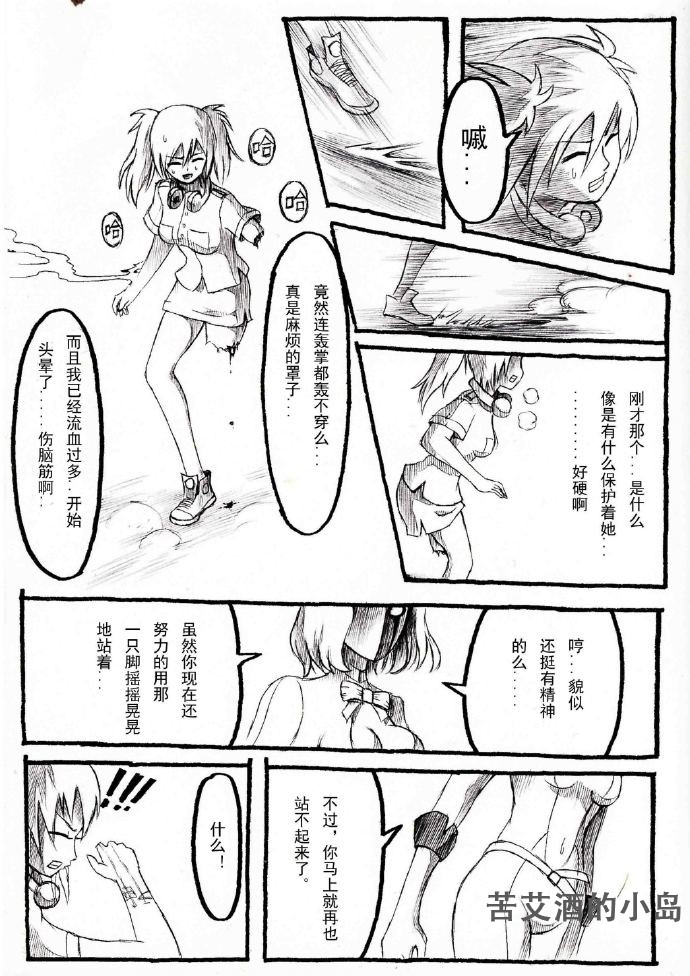 嘁....
刚才那个...是什么
像是有什么保护着她...
.........好硬啊
哈
哈
哈
竟然连轰掌都轰不穿么...
真是麻烦的罩子...
而且我已经流血过多..开始
头晕了.....伤脑筋啊..
哼...貌似
还挺有精神
的么.....
虽然你现在还
努力的用那
一只脚摇摇晃晃
地站着...
不过，你马上就再也
站不起来了。
什么！
!!!!
苦艾酒的小岛